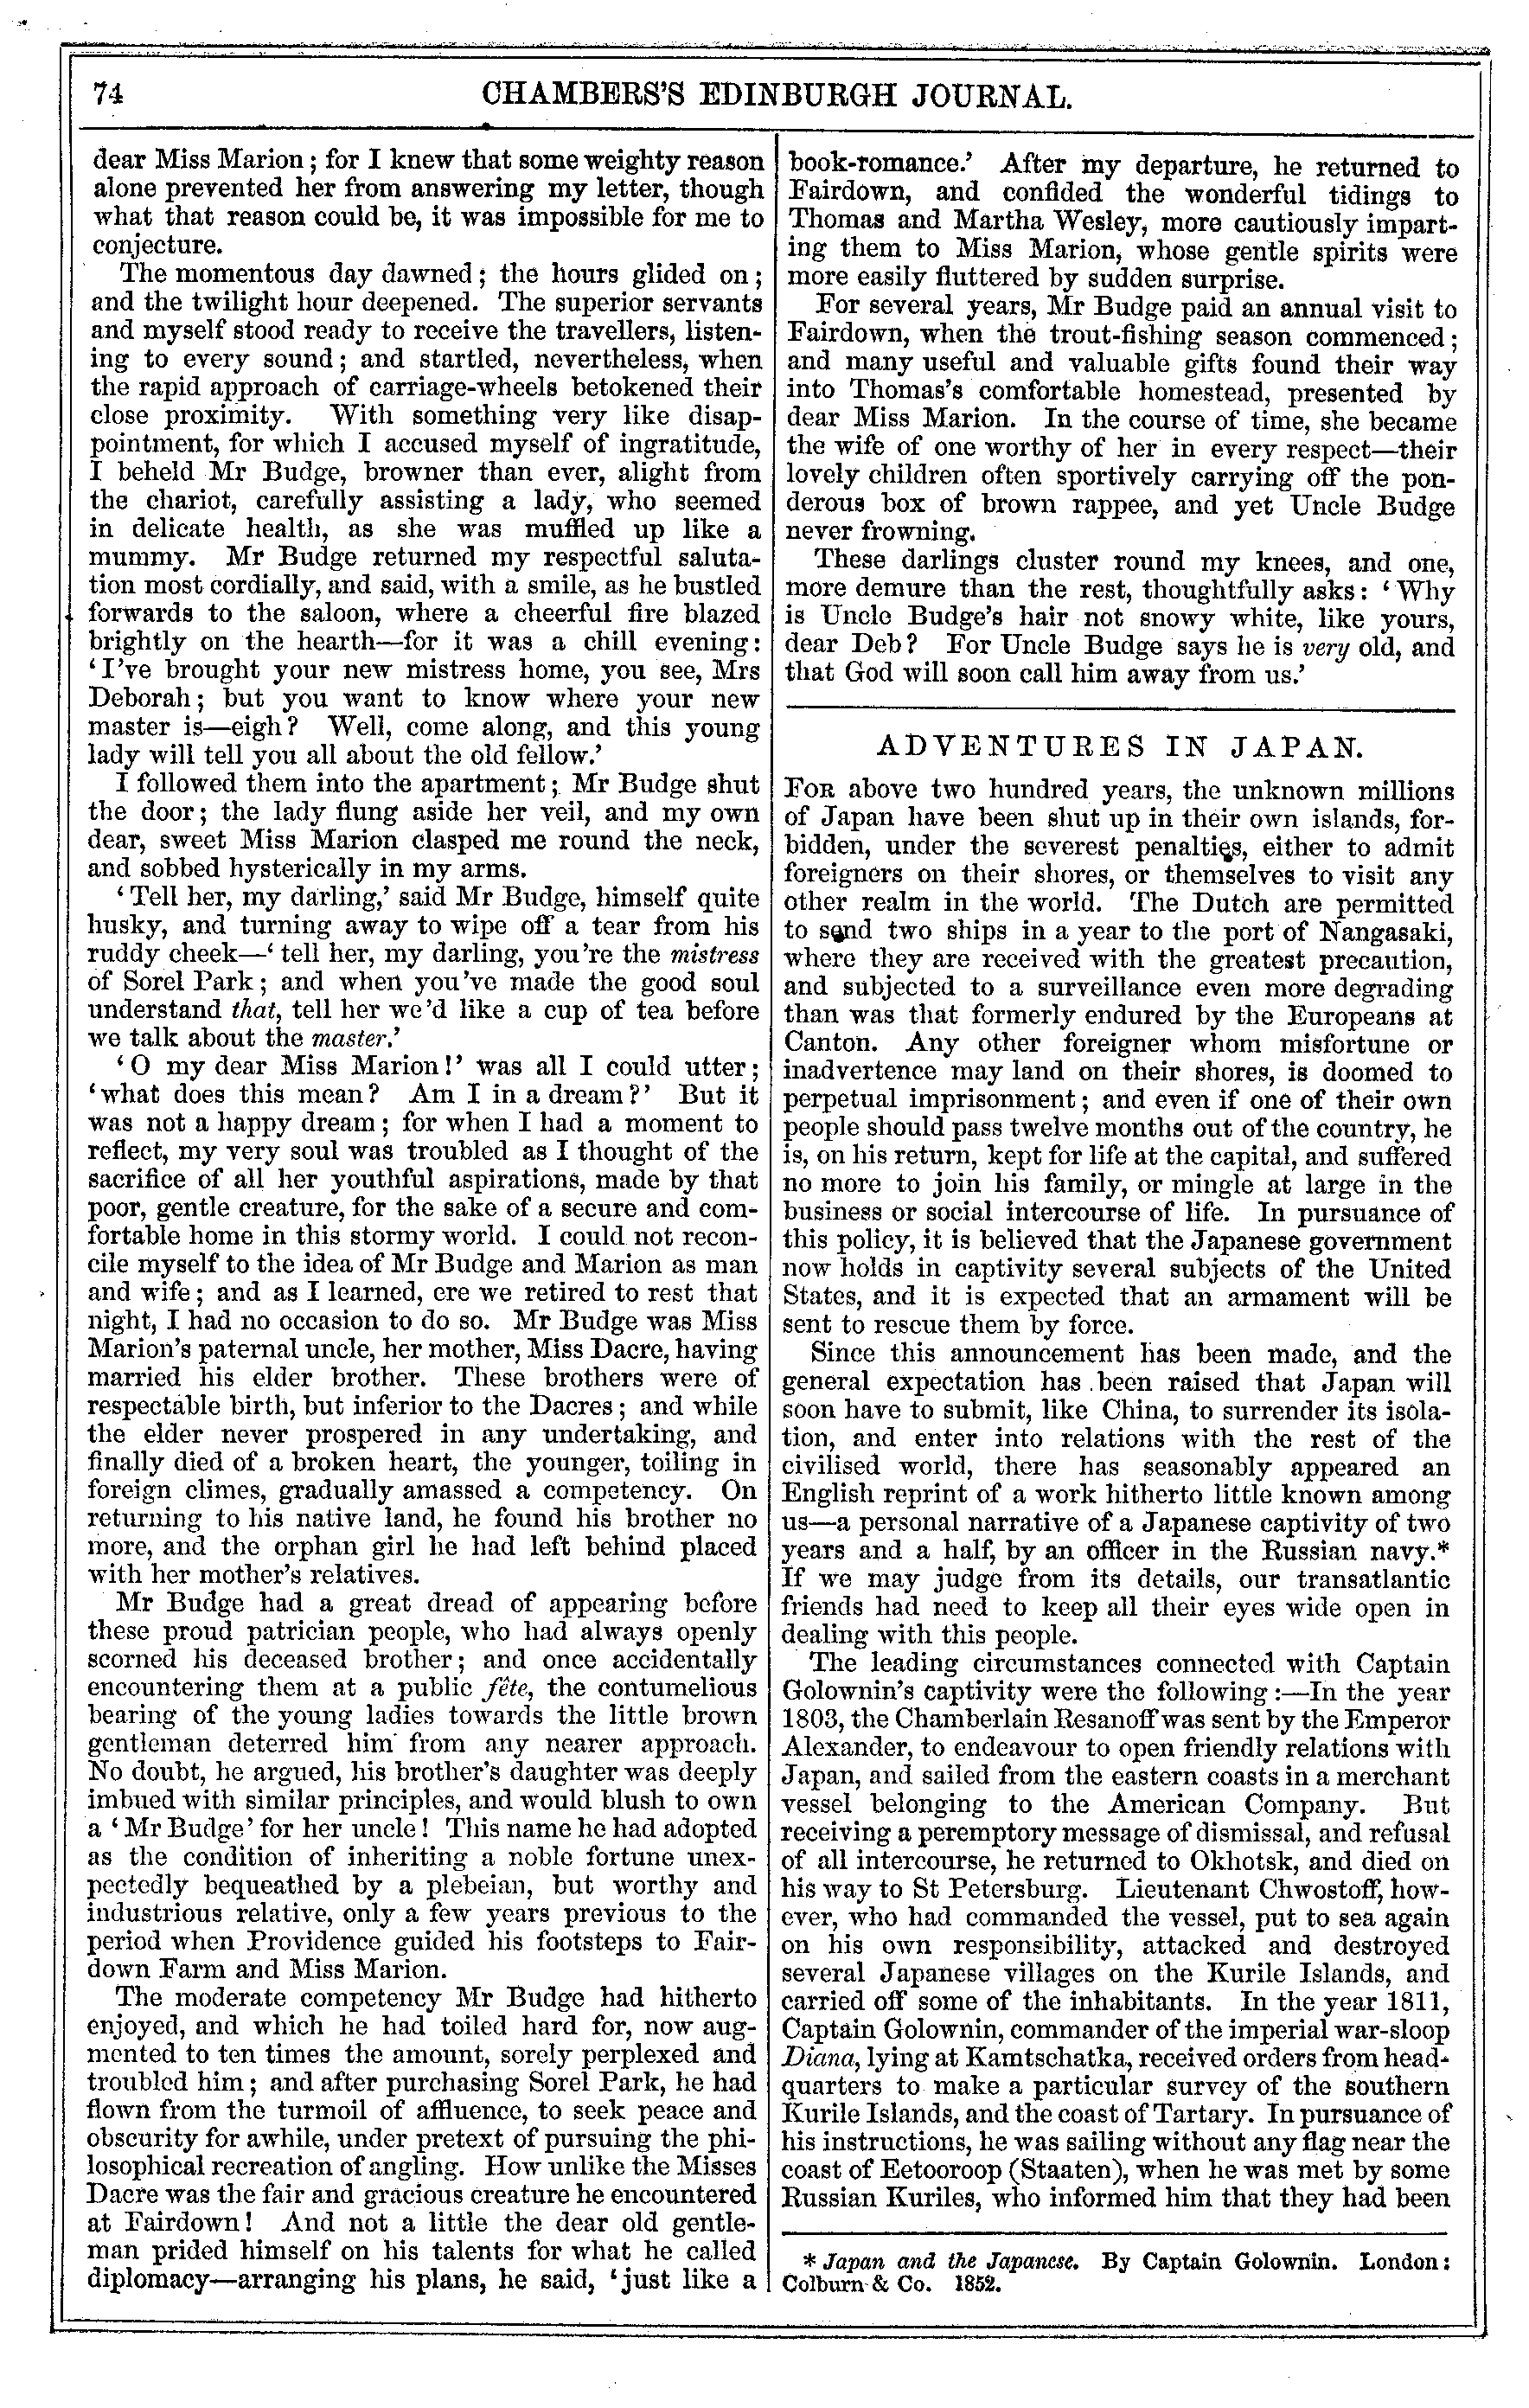 74
CHAMBERS'S EDINBURGH JOURNAL.
dear Miss Marion; for I knew that some weighty reason
alone prevented her from answering my letter, though
what that reason could be, it was impossible for me to
conjecture.
The momentous day dawned; the hours glided on;
and the twilight hour deepened. The superior servants
and myself stood ready to receive the travellers, listen-
ing to every sound; and startled, nevertheless, when
the rapid approach of carriage-wheels betokened their
close proximity. With something very like disap-
pointment, for which I accused myself of ingratitude,
I beheld Mr Budge, browner than ever, alight from
the chariot, carefully assisting a lady, who seemed
in delicate health, as she was muffled up like a
mummy. Mr Budge returned my respectful saluta-
tion most cordially, and said, with a smile, as he bustled
forwards to the saloon, where a cheerful fire blazed
brightly on the hearth—for it was a chill evening:
'I've brought your new mistress home, you see, Mrs
Deborah; but you want to know where your new
master is—eigh? Well, come along, and this young
lady will tell you all about the old fellow.'
I followed them into the apartment; Mr Budge shut
the door; the lady flung aside her veil, and my own
dear, sweet Miss Marion clasped me round the neck,
and sobbed hysterically in my arms.
'Tell her, my darling,' said Mr Budge, himself quite
husky, and turning away to wipe off a tear from his
ruddy cheek—'tell her, my darling, you're the mistress
of Sorel Park; and when you've made the good soul
understand that, tell her we'd like a cup of tea before
we talk about the master.'
'O my dear Miss Marion!' was all I could utter;
'what does this mean? Am I in a dream?' But it
was not a happy dream; for when I had a moment to
reflect, my very soul was troubled as I thought of the
sacrifice of all her youthful aspirations, made by that
poor, gentle creature, for the sake of a secure and com-
fortable home in this stormy world. I could not recon-
cile myself to the idea of Mr Budge and Marion as man
and wife; and as I learned, ere we retired to rest that
night, I had no occasion to do so. Mr Budge was Miss
Marion's paternal uncle, her mother, Miss Dacre, having
married his elder brother. These brothers were of
respectable birth, but inferior to the Dacres; and while
the elder never prospered in any undertaking, and
finally died of a broken heart, the younger, toiling in
foreign climes, gradually amassed a competency. On
returning to his native land, he found his brother no
more, and the orphan girl he had left behind placed
with her mother's relatives.
Mr Budge had a great dread of appearing before
these proud patrician people, who had always openly
scorned his deceased brother; and once accidentally
encountering them at a public fête, the contumelious
bearing of the young ladies towards the little brown
gentleman deterred him from any nearer approach.
No doubt, he argued, his brother's daughter was deeply
imbued with similar principles, and would blush to own
a 'Mr Budge' for her uncle! This name he had adopted
as the condition of inheriting a noble fortune unex-
pectedly bequeathed by a plebeian, but worthy and
industrious relative, only a few years previous to the
period when Providence guided his footsteps to Fair-
down Farm and Miss Marion.
The moderate competency Mr Budge had hitherto
enjoyed, and which he had toiled hard for, now aug-
mented to ten times the amount, sorely perplexed and
troubled him; and after purchasing Sorel Park, he had
flown from the turmoil of affluence, to seek peace and
obscurity for awhile, under pretext of pursuing the phi-
losophical recreation of angling. How unlike the Misses
Dacre was the fair and gracious creature he encountered
at Fairdown! And not a little the dear old gentle-
man prided himself on his talents for what he called
diplomacy—arranging his plans, he said, 'just like a
book-romance.' After my departure, he returned to
Fairdown, and confided the wonderful tidings to
Thomas and Martha Wesley, more cautiously impart-
ing them to Miss Marion, whose gentle spirits were
more easily fluttered by sudden surprise.
For several years, Mr Budge paid an annual visit to
Fairdown, when the trout-fishing season commenced;
and many useful and valuable gifts found their way
into Thomas's comfortable homestead, presented by
dear Miss Marion. In the course of time, she became
the wife of one worthy of her in every respect—their
lovely children often sportively carrying off the pon-
derous box of brown rappee, and yet Uncle Budge
never frowning.
These darlings cluster round my knees, and one,
more demure than the rest, thoughtfully asks: 'Why
is Uncle Budge's hair not snowy white, like yours,
dear Deb? For Uncle Budge says he is very old, and
that God will soon call him away from us.'
ADVENTURES IN JAPAN.
FOR above two hundred years, the unknown millions
of Japan have been shut up in their own islands, for-
bidden, under the severest penalties, either to admit
foreigners on their shores, or themselves to visit any
other realm in the world. The Dutch are permitted
to send two ships in a year to the port of Nangasaki,
where they are received with the greatest precaution,
and subjected to a surveillance even more degrading
than was that formerly endured by the Europeans at
Canton. Any other foreigner whom misfortune or
inadvertence may land on their shores, is doomed to
perpetual imprisonment; and even if one of their own
people should pass twelve months out of the country, he
is, on his return, kept for life at the capital, and suffered
no more to join his family, or mingle at large in the
business or social intercourse of life. In pursuance of
this policy, it is believed that the Japanese government
now holds in captivity several subjects of the United
States, and it is expected that an armament will be
sent to rescue them by force.
Since this announcement has been made, and the
general expectation has been raised that Japan will
soon have to submit, like China, to surrender its isola-
tion, and enter into relations with the rest of the
civilised world, there has seasonably appeared an
English reprint of a work hitherto little known among
us—a personal narrative of a Japanese captivity of two
years and a half, by an officer in the Russian navy.*
If we may judge from its details, our transatlantic
friends had need to keep all their eyes wide open in
dealing with this people.
The leading circumstances connected with Captain
Golownin's captivity were the following:—In the year
1803, the Chamberlain Resanoff was sent by the Emperor
Alexander, to endeavour to open friendly relations with
Japan, and sailed from the eastern coasts in a merchant
vessel belonging to the American Company. But
receiving a peremptory message of dismissal, and refusal
of all intercourse, he returned to Okhotsk, and died on
his way to St Petersburg. Lieutenant Chwostoff, how-
ever, who had commanded the vessel, put to sea again
on his own responsibility, attacked and destroyed
several Japanese villages on the Kurile Islands, and
carried off some of the inhabitants. In the year 1811,
Captain Golownin, commander of the imperial war-sloop
Diana, lying at Kamtschatka, received orders from head-
quarters to make a particular survey of the southern
Kurile Islands, and the coast of Tartary. In pursuance of
his instructions, he was sailing without any flag near the
coast of Eetooroop (Staaten), when he was met by some
Russian Kuriles, who informed him that they had been
* Japan and the Japanese. By Captain Golownin. London:
Colburn & Co. 1852.